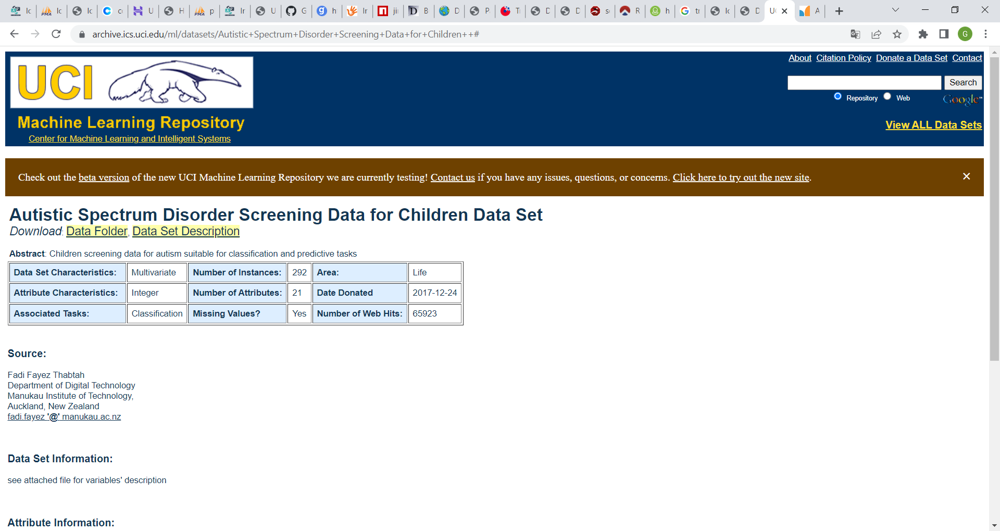 Ic
Ic
Ic
cc
U
H
p
Ir
U
G
h
Ir
jii
B
D
P
Ti
D
D
s
R
h
tr
Ic
D
UC
A
archive.ics.uci.edu/ml/datasets/Autistic+Spectrum+Disorder+Screening+Data+for+Children++#
G
UCI
Machine Learning Repository
Center for Machine Learning and Intelligent Systems
About Citation Policy Donate a Data Set Contact
Search
Repository Web Google™
View ALL Data Sets
Check out the beta version of the new UCI Machine Learning Repository we are currently testing! Contact us if you have any issues, questions, or concerns. Click here to try out the new site.
Autistic Spectrum Disorder Screening Data for Children Data Set
Download: Data Folder, Data Set Description
Abstract: Children screening data for autism suitable for classification and predictive tasks
Data Set Characteristics: Multivariate Number of Instances: 292 Area: Life
Attribute Characteristics: Integer Number of Attributes: 21 Date Donated 2017-12-24
Associated Tasks: Classification Missing Values? Yes Number of Web Hits: 65923
Source:
Fadi Fayez Thabtah
Department of Digital Technology
Manukau Institute of Technology,
Auckland, New Zealand
fadi.fayez '@' manukau.ac.nz
Data Set Information:
see attached file for variables' description
Attribute Information: